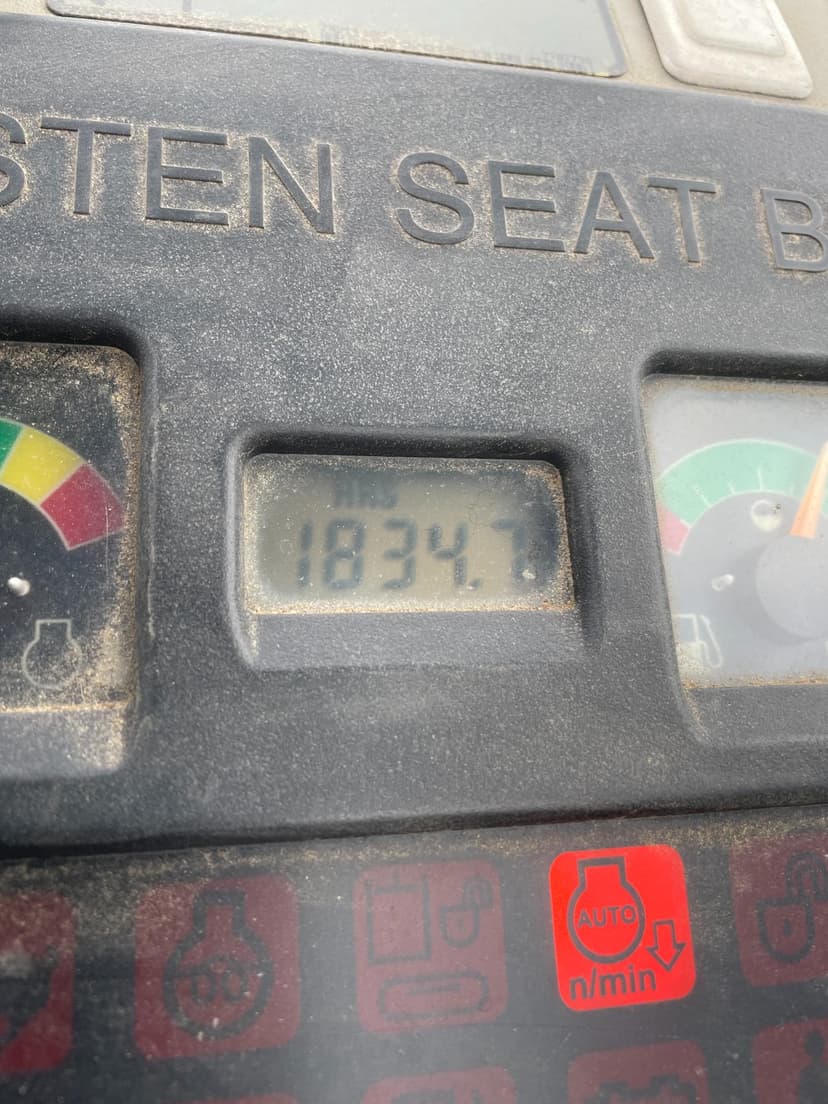 STEN SEAT B
HRS
1834.7
AUTO
n/min